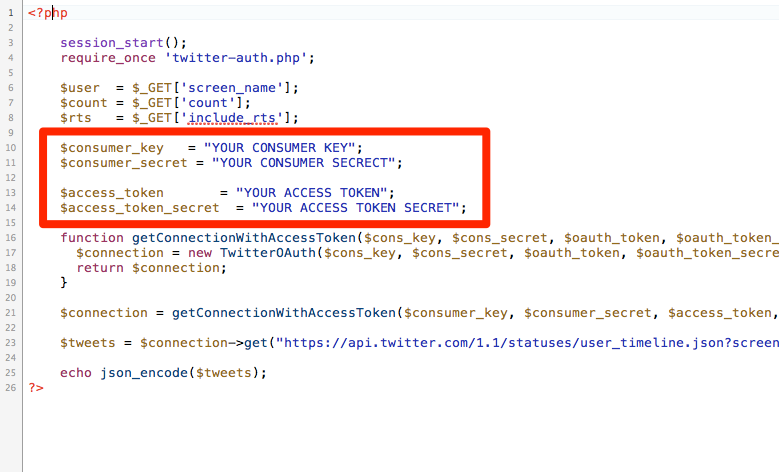 1 <?php
2
3 session_start();
4 require_once 'twitter-auth.php';
5
6 $user = $_GET['screen_name'];
7 $count = $_GET['count'];
8 $rts = $_GET['include_rts'];
9
10 $consumer_key = "YOUR CONSUMER KEY";
11 $consumer_secret = "YOUR CONSUMER SECRECT";
12
13 $access_token = "YOUR ACCESS TOKEN";
14 $access_token_secret = "YOUR ACCESS TOKEN SECRET";
15
16 function getConnectionWithAccessToken($cons_key, $cons_secret, $oauth_token, $oauth_token_
17 $connection = new TwitterOAuth($cons_key, $cons_secret, $oauth_token, $oauth_token_secre
18 return $connection;
19 }
20
21 $connection = getConnectionWithAccessToken($consumer_key, $consumer_secret, $access_token,
22
23 $tweets = $connection->get("https://api.twitter.com/1.1/statuses/user_timeline.json?screen
24
25 echo json_encode($tweets);
26 ?>